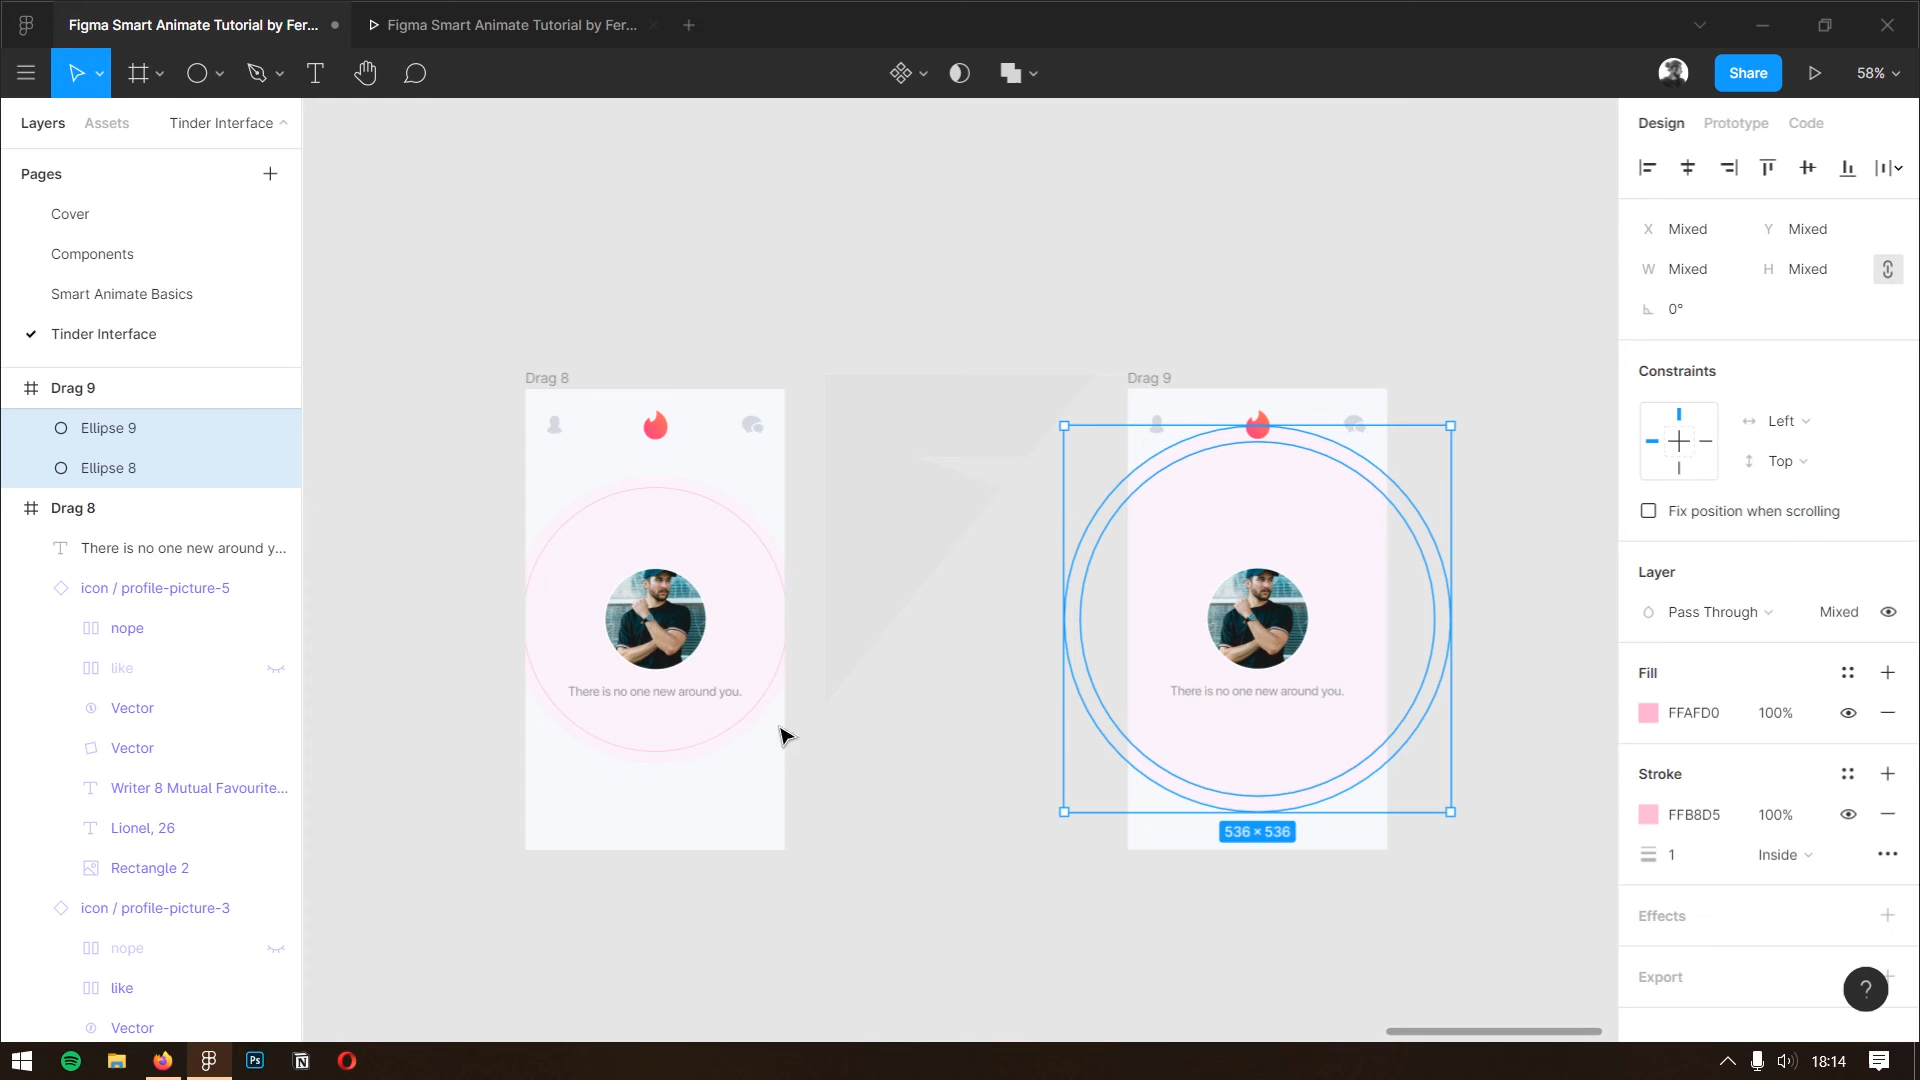 Figma Smart Animate Tutorial by Fer...
Figma Smart Animate Tutorial by Fer...
Share
58%
Layers
Assets
Tinder Interface
Design
Prototype
Code
Pages
Cover
Components
Smart Animate Basics
Tinder Interface
Drag 9
Ellipse 9
Ellipse 8
Drag 8
There is no one new around y...
icon / profile-picture-5
nope
like
Vector
Vector
Writer 8 Mutual Favourite...
Lionel, 26
Rectangle 2
icon / profile-picture-3
nope
like
Vector
Drag 8
There is no one new around you.
Drag 9
There is no one new around you.
536 × 536
X Mixed Y Mixed
W Mixed H Mixed
0°
Constraints
Left
Top
Fix position when scrolling
Layer
Pass Through Mixed
Fill
FFAFD0 100%
Stroke
FFB8D5 100%
1 Inside
Effects
Export
?
Ps
18:14